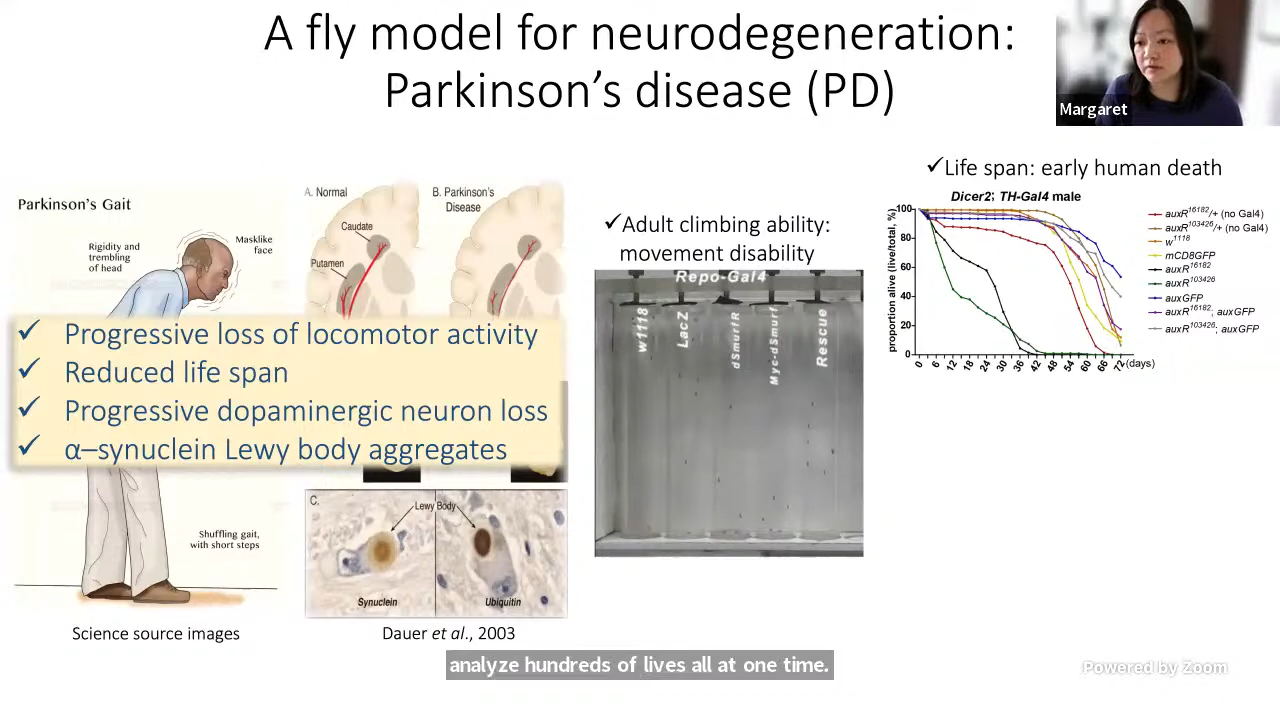 A fly model for neurodegeneration:
Parkinson's disease (PD)
Margaret
Parkinson's Gait
Rigidity and
trembling
of head
Masklike
face
A. Normal
B. Parkinson's
Disease
Caudate
Putamen
✓ Progressive loss of locomotor activity
✓ Reduced life span
✓ Progressive dopaminergic neuron loss
✓ α–synuclein Lewy body aggregates
Shuffling gait,
with short steps
C.
Lewy Body
Synuclein
Ubiquitin
Science source images
Dauer et al., 2003
✓Adult climbing ability:
movement disability
Repo-Gal4
w1118
LacZ
dSmurfR
Myc-dSmurf
Rescue
✓Life span: early human death
Dicer2; TH-Gal4 male
proportion alive (live/total, %)
100
80
60
40
20
0
0 6 12 18 24 30 36 42 48 54 60 66 72 (days)
auxR16182/+ (no Gal4)
auxR103426/+ (no Gal4)
w1118
mCD8GFP
auxR16182
auxR103426
auxGFP
auxR16182; auxGFP
auxR103426; auxGFP
analyze hundreds of lives all at one time.
Powered by Zoom